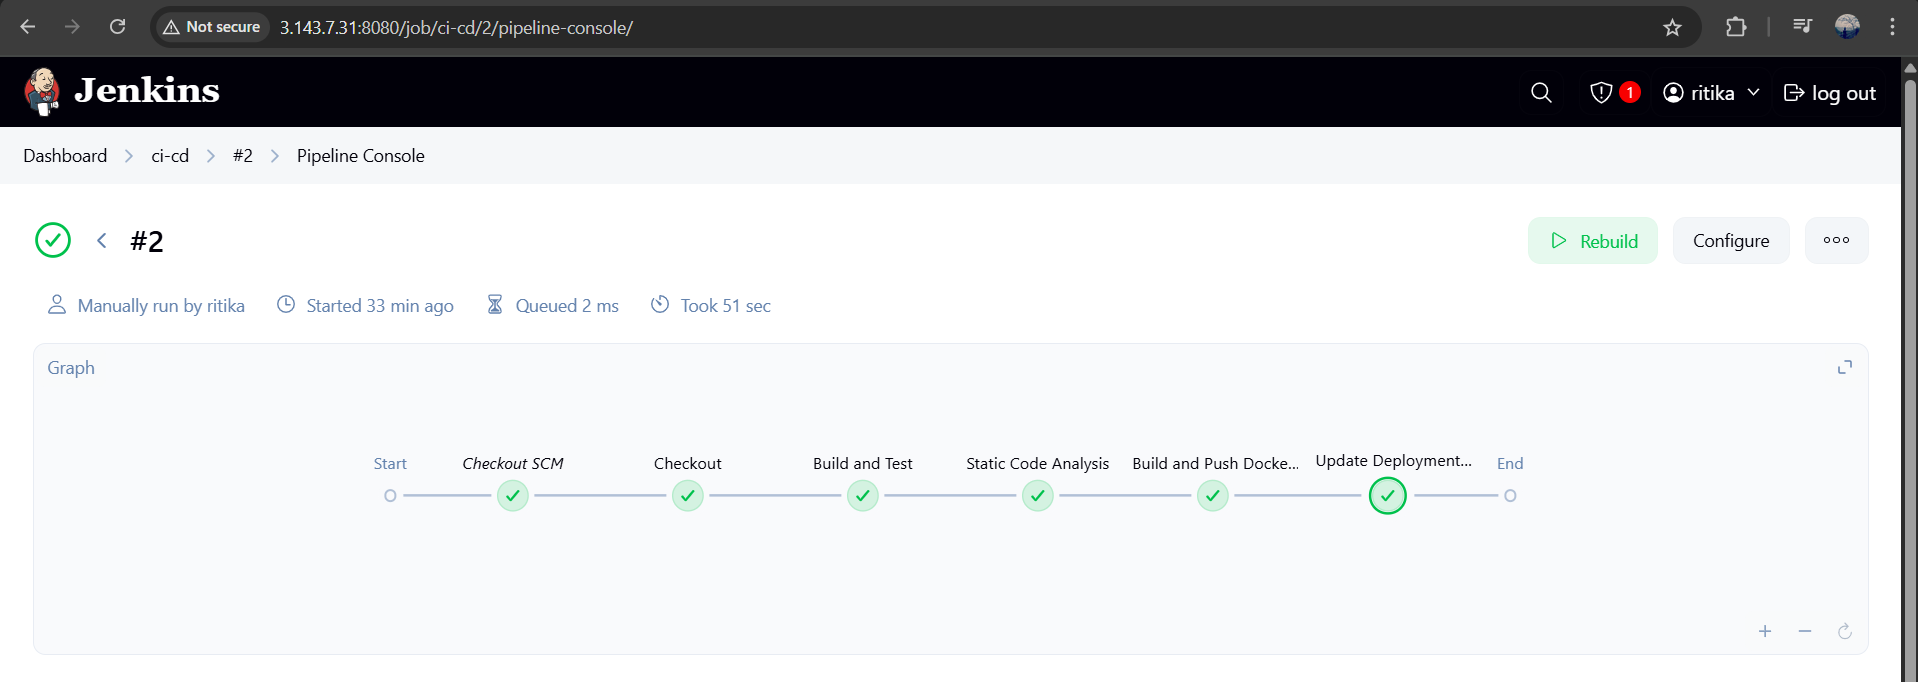 Not secure 3.143.7.31:8080/job/ci-cd/2/pipeline-console/
Jenkins
1 ritika log out
Dashboard ci-cd #2 Pipeline Console
#2
Rebuild Configure
Manually run by ritika Started 33 min ago Queued 2 ms Took 51 sec
Graph
Start Checkout SCM Checkout Build and Test Static Code Analysis Build and Push Docke... Update Deployment... End